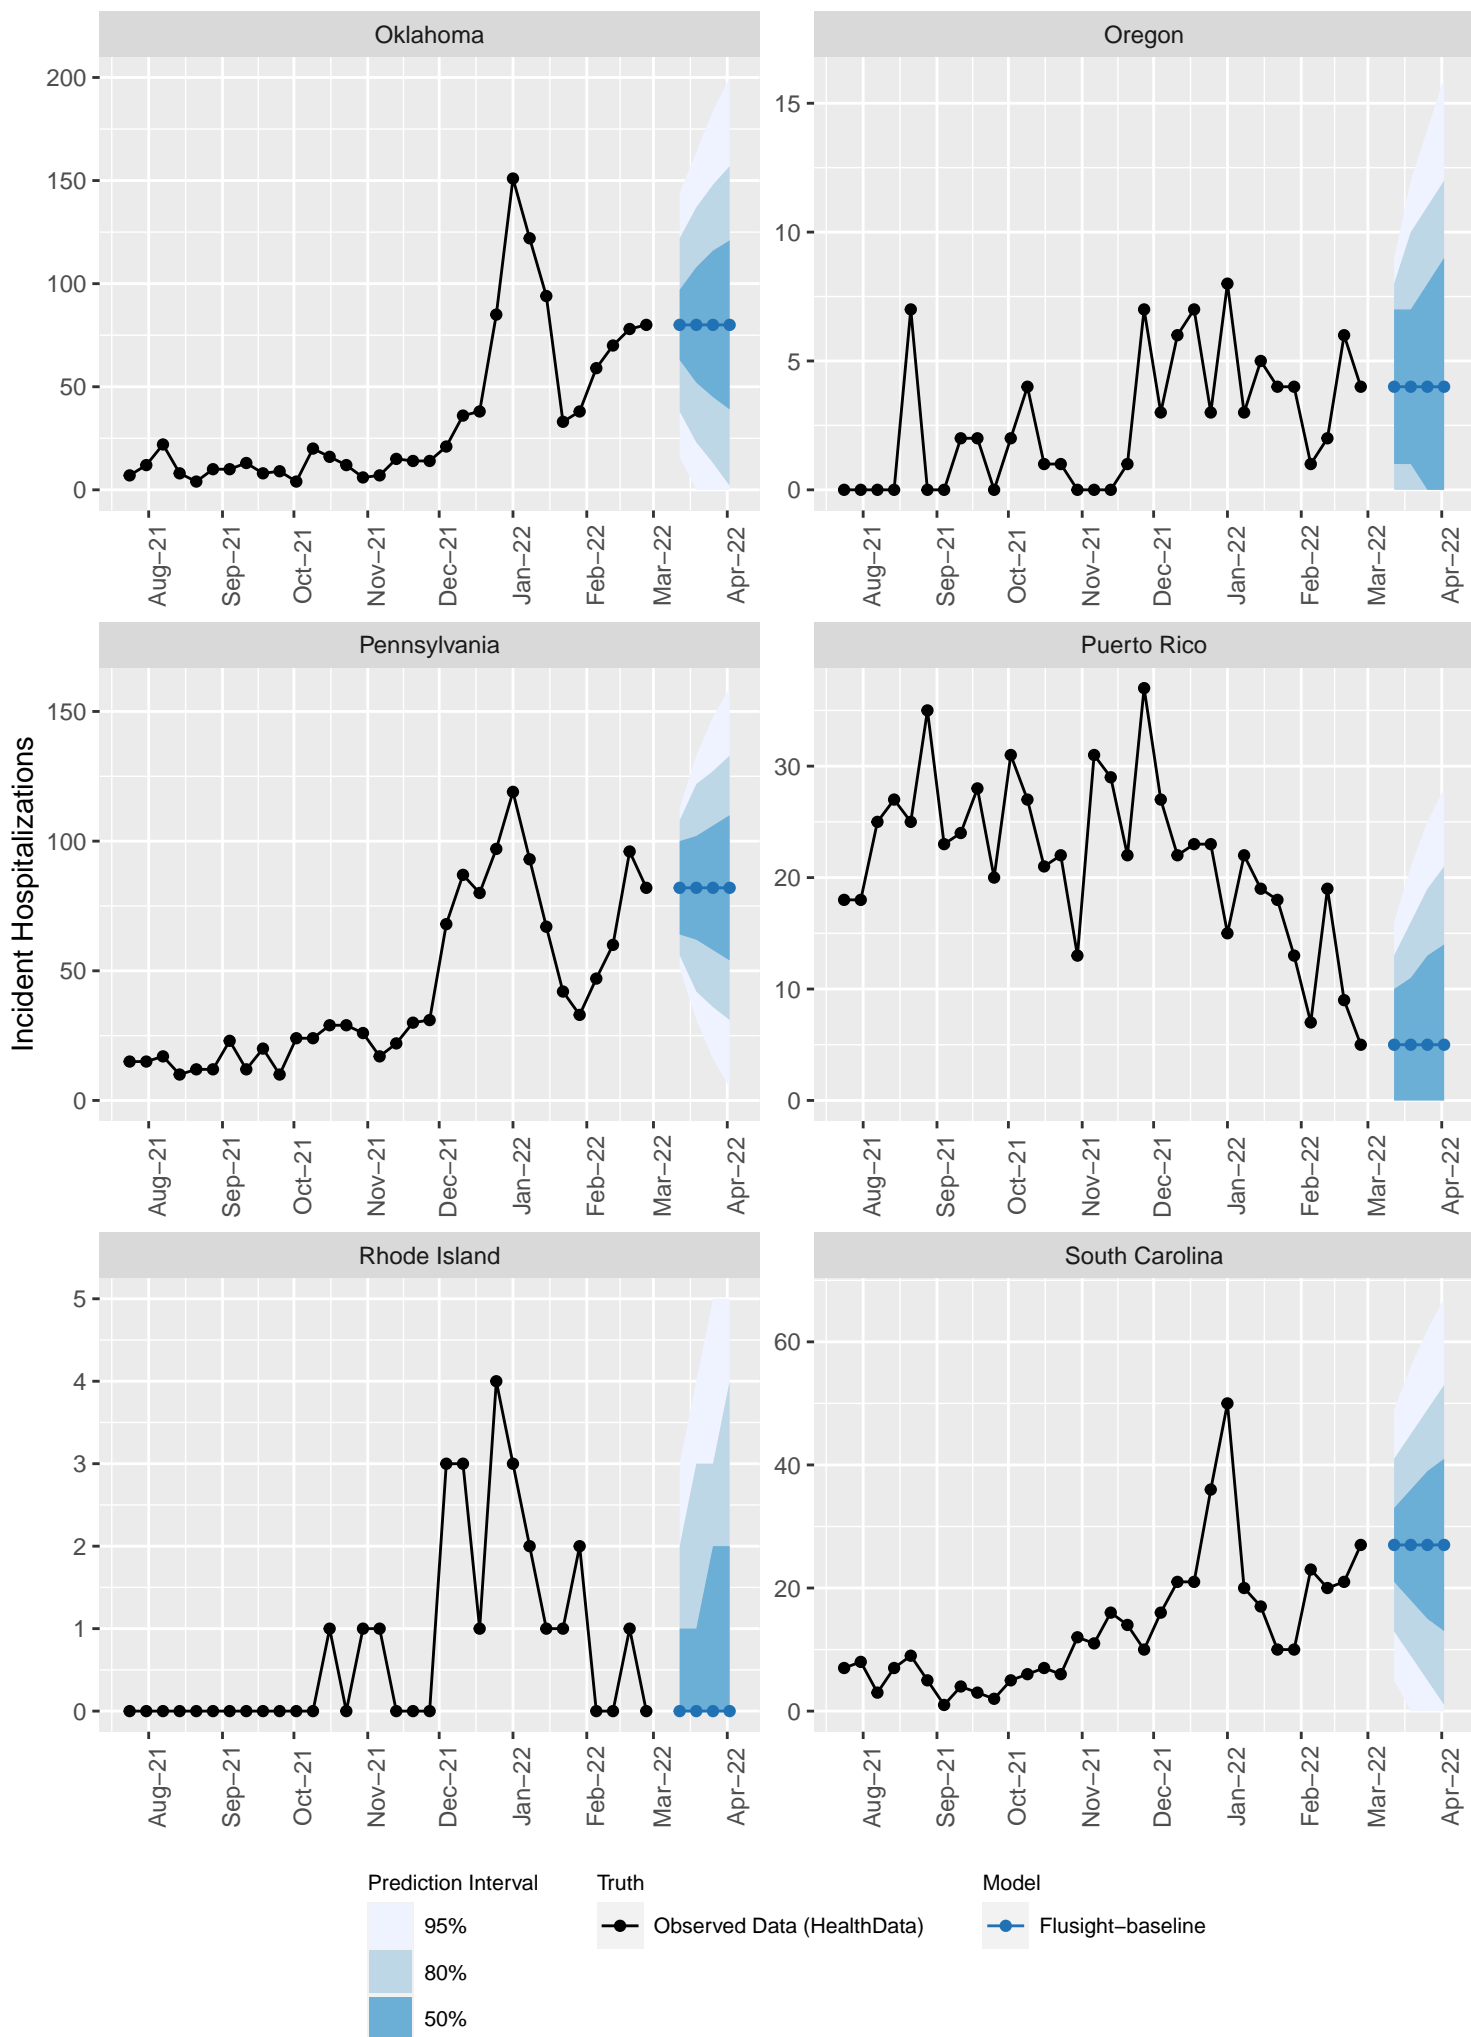 Oklahoma
Oregon
200
150
100
50
0
15
10
5
0
Aug−21
Sep−21
Oct−21
Nov−21
Dec−21
Jan−22
Feb−22
Mar−22
Apr−22
Aug−21
Sep−21
Oct−21
Nov−21
Dec−21
Jan−22
Feb−22
Mar−22
Apr−22
Incident Hospitalizations
Pennsylvania
Puerto Rico
150
100
50
0
30
20
10
0
Aug−21
Sep−21
Oct−21
Nov−21
Dec−21
Jan−22
Feb−22
Mar−22
Apr−22
Aug−21
Sep−21
Oct−21
Nov−21
Dec−21
Jan−22
Feb−22
Mar−22
Apr−22
Rhode Island
South Carolina
5
4
3
2
1
0
60
40
20
0
Aug−21
Sep−21
Oct−21
Nov−21
Dec−21
Jan−22
Feb−22
Mar−22
Apr−22
Aug−21
Sep−21
Oct−21
Nov−21
Dec−21
Jan−22
Feb−22
Mar−22
Apr−22
Prediction Interval
95%
80%
50%
Truth
Observed Data (HealthData)
Model
Flusight−baseline